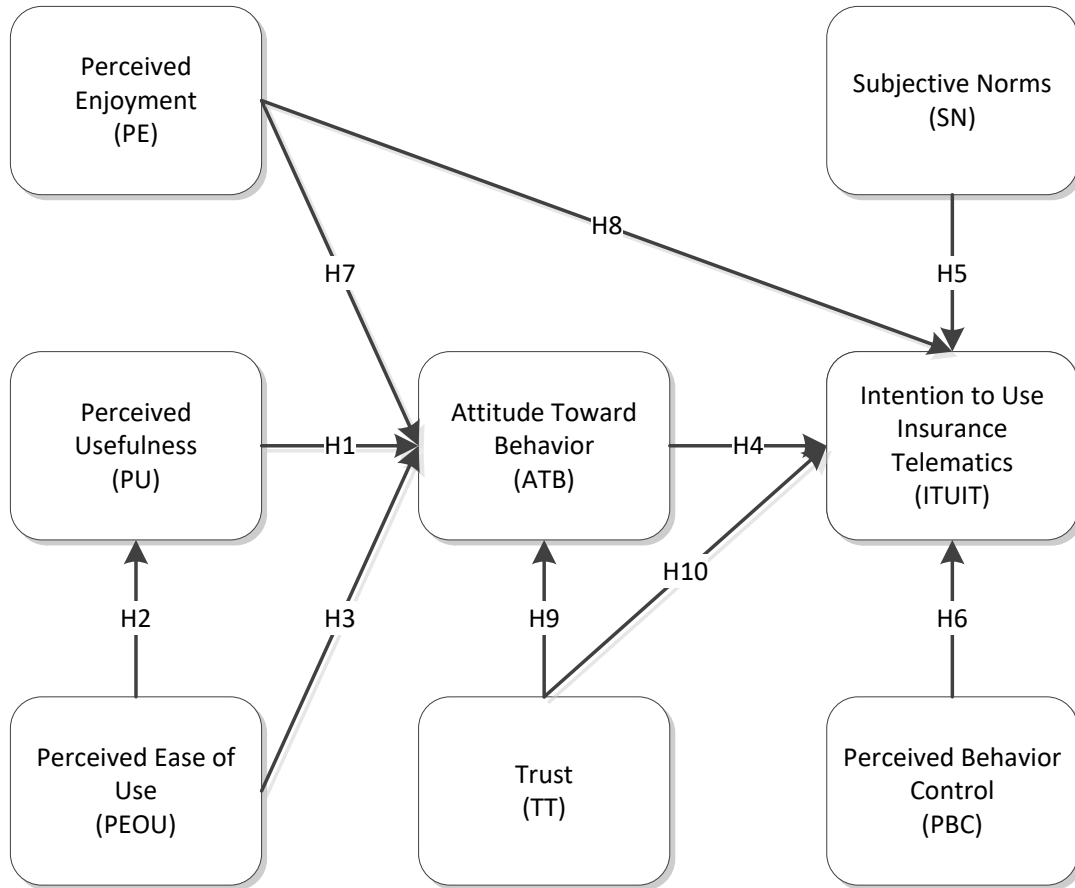 Perceived
Enjoyment
(PE)
Subjective Norms
(SN)
H8
H7
H5
Perceived
Usefulness
(PU)
H1
Attitude Toward
Behavior
(ATB)
H4
Intention to Use
Insurance
Telematics
(ITUIT)
H2
H3
H9
H10
H6
Perceived Ease of
Use
(PEOU)
Trust
(TT)
Perceived Behavior
Control
(PBC)